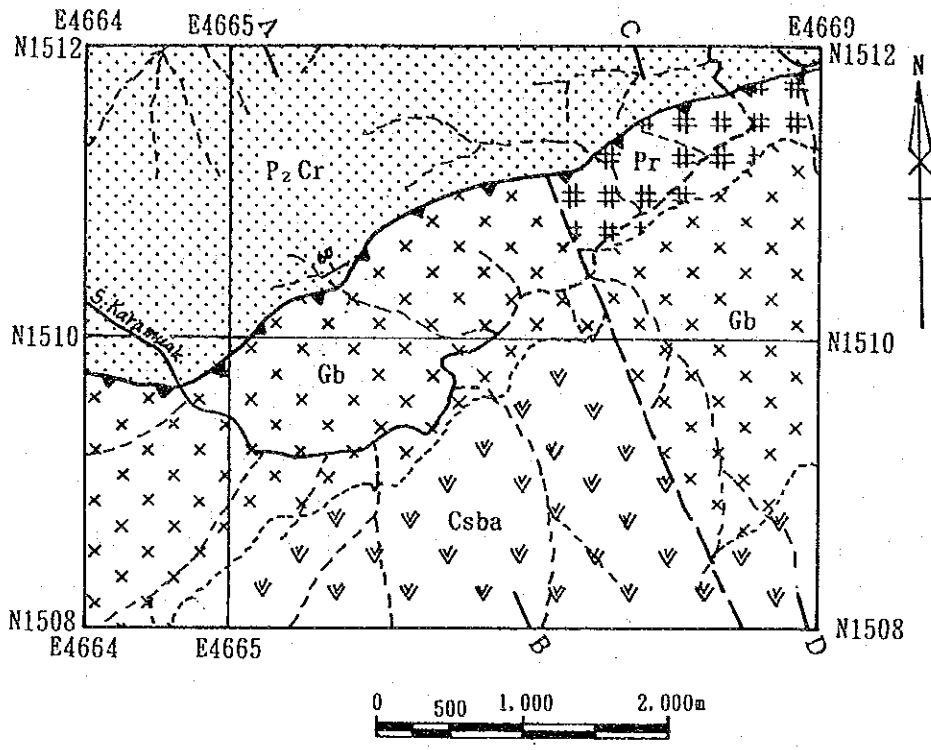 E4664 E4665 A C E4669
N1512 N1512
N
P₂Cr
Pr
60
S.Karamuak
Gb
N1510 N1510
Gb
Csba
N1508 N1508
E4664 E4665 B D
0 500 1,000 2,000m